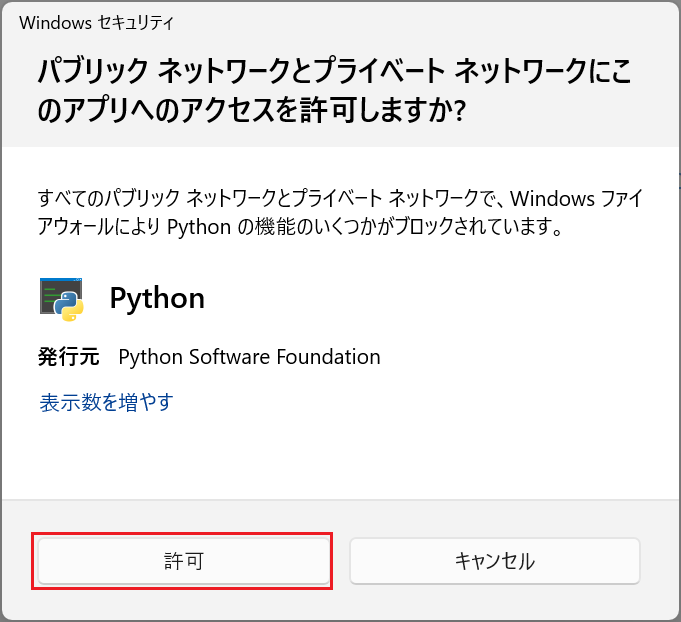 Windows セキュリティ
パブリック ネットワークとプライベート ネットワークにこ
のアプリへのアクセスを許可しますか?
すべてのパブリック ネットワークとプライベート ネットワークで、Windows ファイ
アウォールにより Python の機能のいくつかがブロックされています。
Python
発行元 Python Software Foundation
表示数を増やす
許可 キャンセル